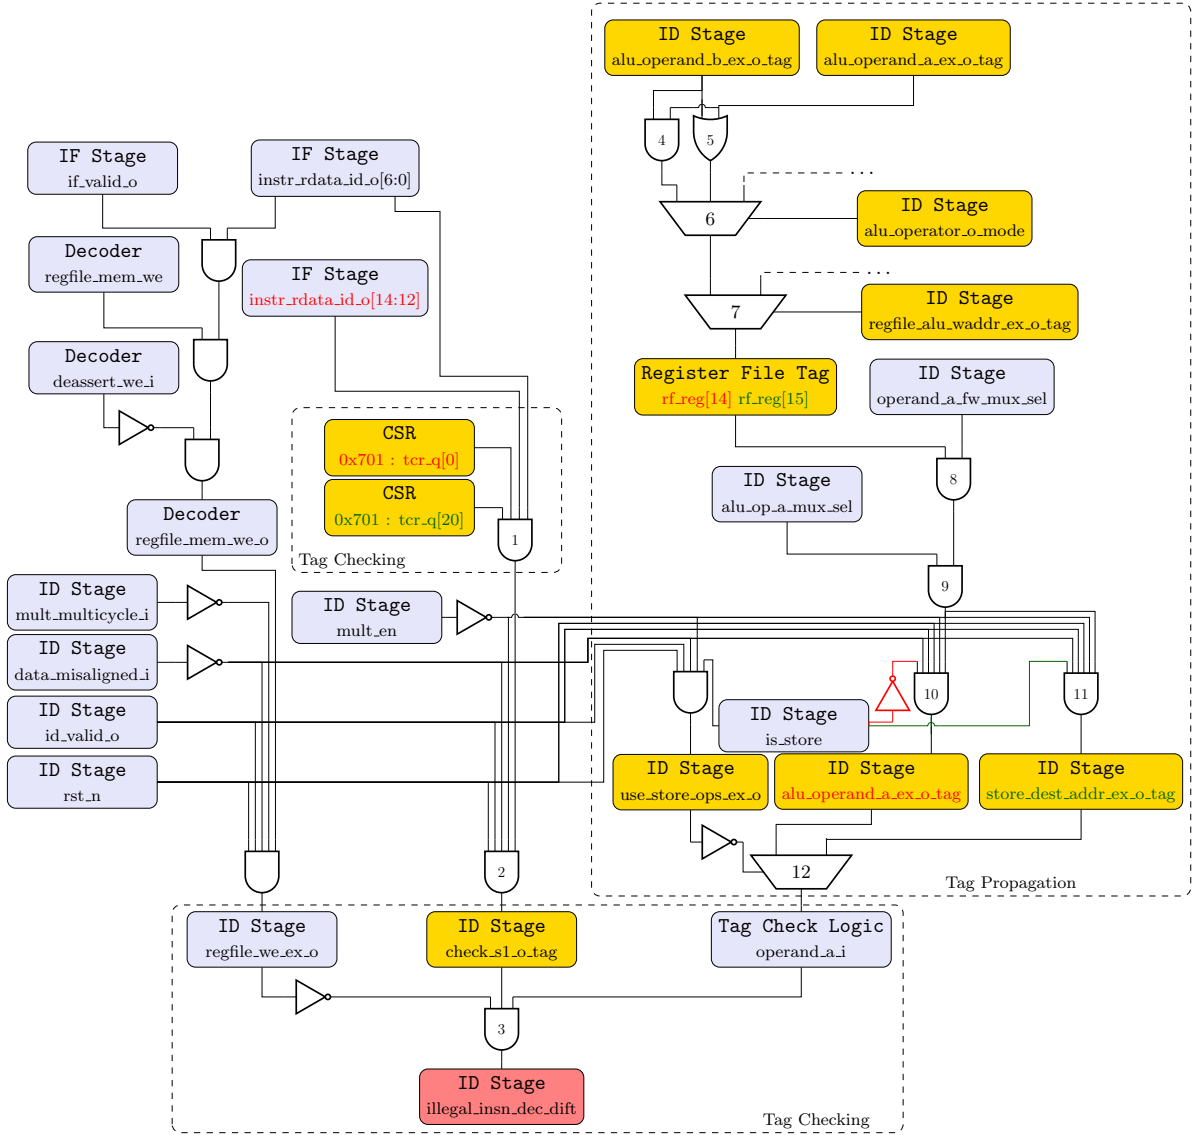 ID Stage
alu_operand_b_ex_o_tag
ID Stage
alu_operand_a_ex_o_tag
4
5
IF Stage
if_valid_o
IF Stage
instr_rdata_id_o[6:0]
...
6
ID Stage
alu_operator_o_mode
Decoder
regfile_mem_we
IF Stage
instr_rdata_id_o[14:12]
...
7
ID Stage
regfile_alu_waddr_ex_o_tag
Decoder
deassert_we_i
Register File Tag
rf_reg[14] rf_reg[15]
ID Stage
operand_a_fw_mux_sel
CSR
0x701 : tcr_q[0]
CSR
0x701 : tcr_q[20]
1
Tag Checking
8
ID Stage
alu_op_a_mux_sel
Decoder
regfile_mem_we_o
9
ID Stage
mult_multicycle_i
ID Stage
mult_en
ID Stage
data_misaligned_i
10
11
ID Stage
id_valid_o
ID Stage
is_store
ID Stage
rst_n
ID Stage
use_store_ops_ex_o
ID Stage
alu_operand_a_ex_o_tag
ID Stage
store_dest_addr_ex_o_tag
2
12
Tag Propagation
ID Stage
regfile_we_ex_o
ID Stage
check_s1_o_tag
Tag Check Logic
operand_a_i
3
ID Stage
illegal_insn_dec_dift
Tag Checking